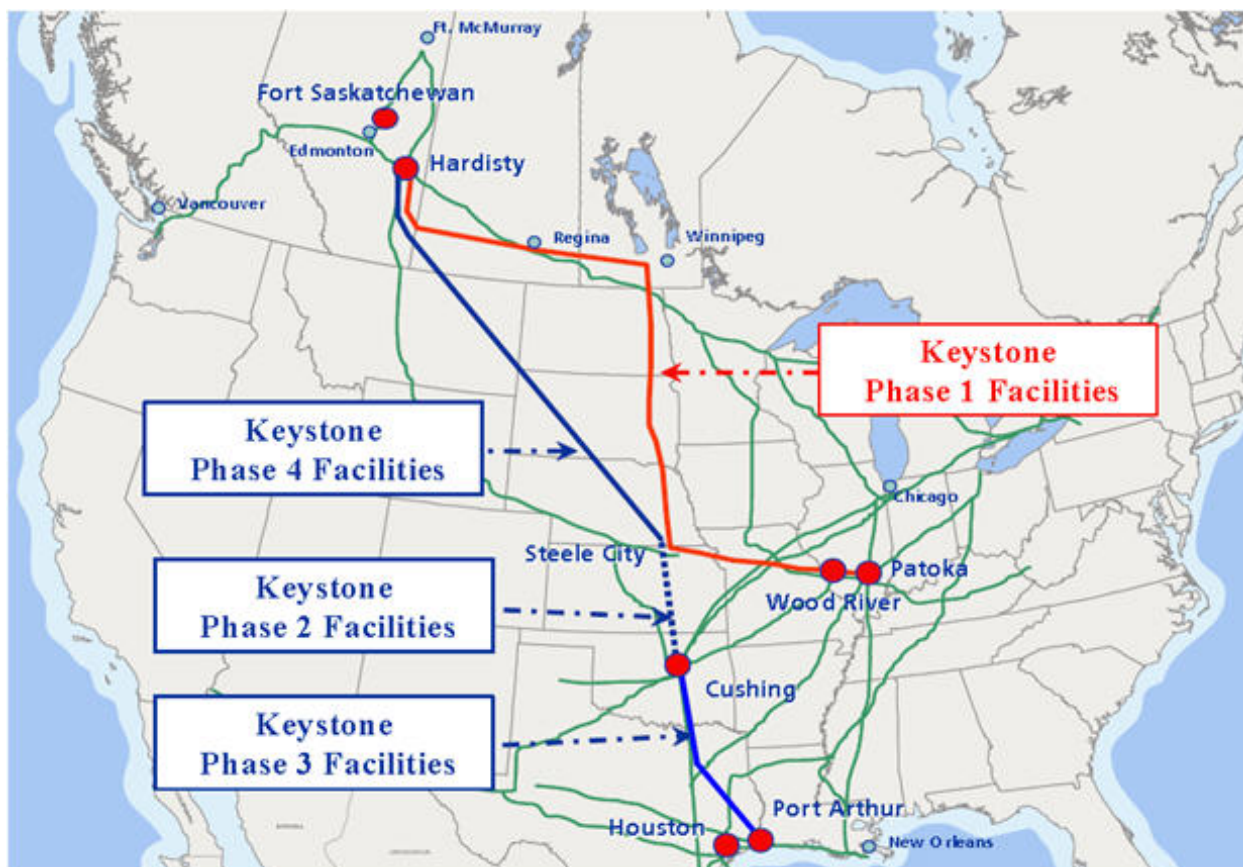 Ft. McMurray
Fort Saskatchewan
Edmonton
Hardisty
Vancouver
Regina
Winnipeg
Keystone
Phase 1 Facilities
Keystone
Phase 4 Facilities
Chicago
Steele City
Patoka
Wood River
Keystone
Phase 2 Facilities
Cushing
Keystone
Phase 3 Facilities
Port Arthur
Houston
New Orleans